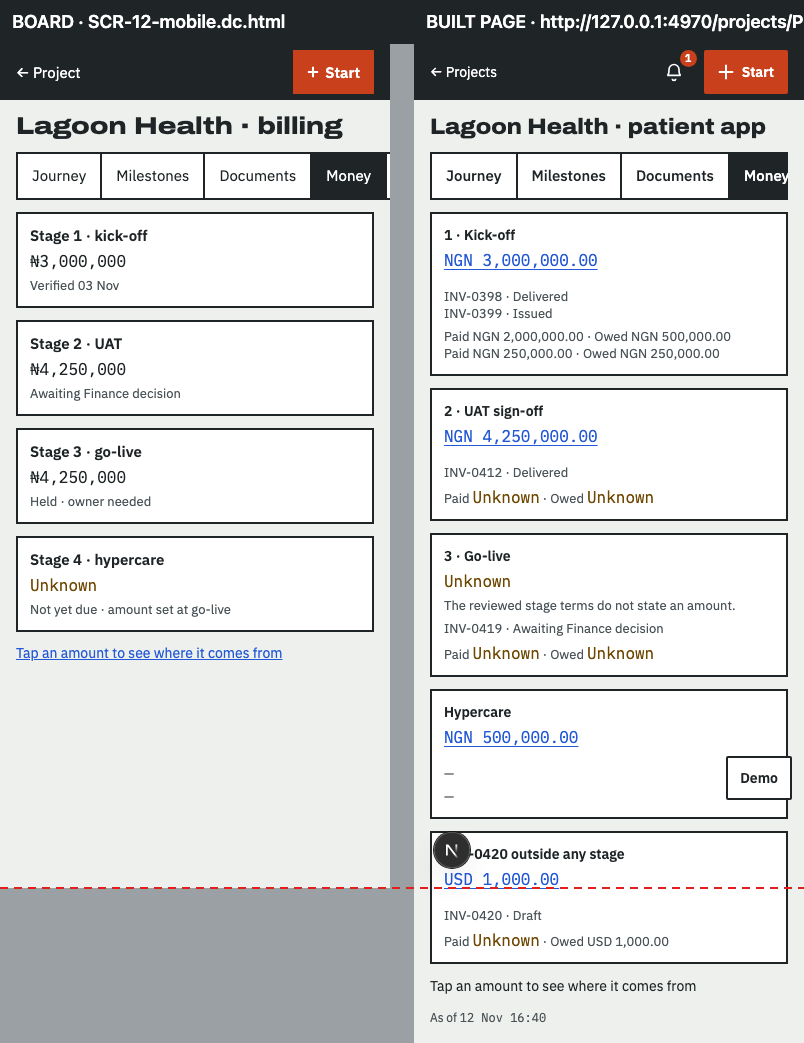 BOARD · SCR-12-mobile.dc.html
← Project
+ Start
Lagoon Health · billing
Journey
Milestones
Documents
Money
Stage 1 · kick-off
₦3,000,000
Verified 03 Nov
Stage 2 · UAT
₦4,250,000
Awaiting Finance decision
Stage 3 · go-live
₦4,250,000
Held · owner needed
Stage 4 · hypercare
Unknown
Not yet due · amount set at go-live
Tap an amount to see where it comes from
BUILT PAGE · http://127.0.0.1:4970/projects/P
← Projects
1
+ Start
Lagoon Health · patient app
Journey
Milestones
Documents
Money
1 · Kick-off
NGN 3,000,000.00
INV-0398 · Delivered
INV-0399 · Issued
Paid NGN 2,000,000.00 · Owed NGN 500,000.00
Paid NGN 250,000.00 · Owed NGN 250,000.00
2 · UAT sign-off
NGN 4,250,000.00
INV-0412 · Delivered
Paid Unknown · Owed Unknown
3 · Go-live
Unknown
The reviewed stage terms do not state an amount.
INV-0419 · Awaiting Finance decision
Paid Unknown · Owed Unknown
Hypercare
NGN 500,000.00
—
—
Demo
N
-0420 outside any stage
USD 1,000.00
INV-0420 · Draft
Paid Unknown · Owed USD 1,000.00
Tap an amount to see where it comes from
As of 12 Nov 16:40